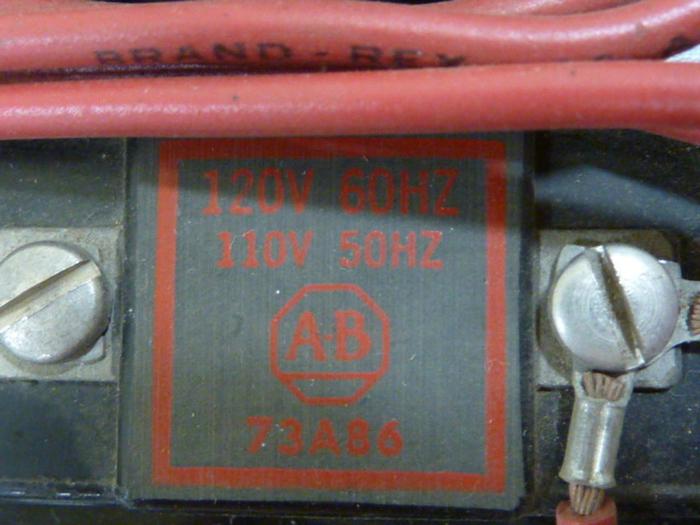 BRAND-REX
120V 60HZ
110V 50HZ
A-B
73A86